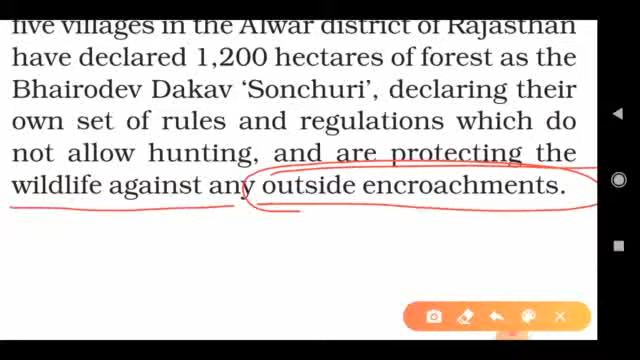 five villages in the Alwar district of Rajasthan
have declared 1,200 hectares of forest as the
Bhairodev Dakav ‘Sonchuri’, declaring their
own set of rules and regulations which do
not allow hunting, and are protecting the
wildlife against any outside encroachments.